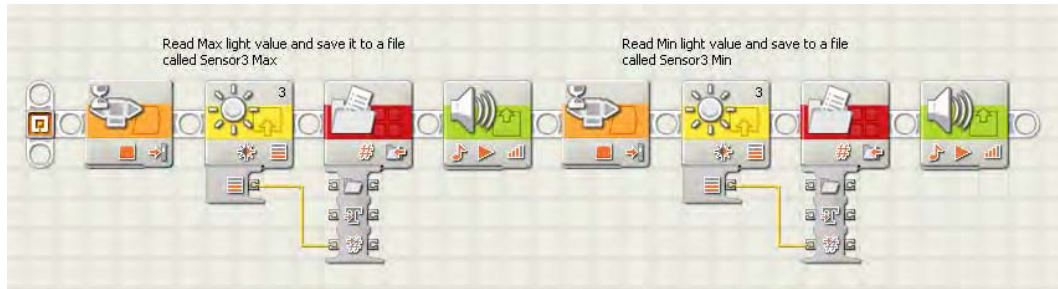 Read Max light value and save it to a file
called Sensor3 Max
Read Min light value and save to a file
called Sensor3 Min
3
3